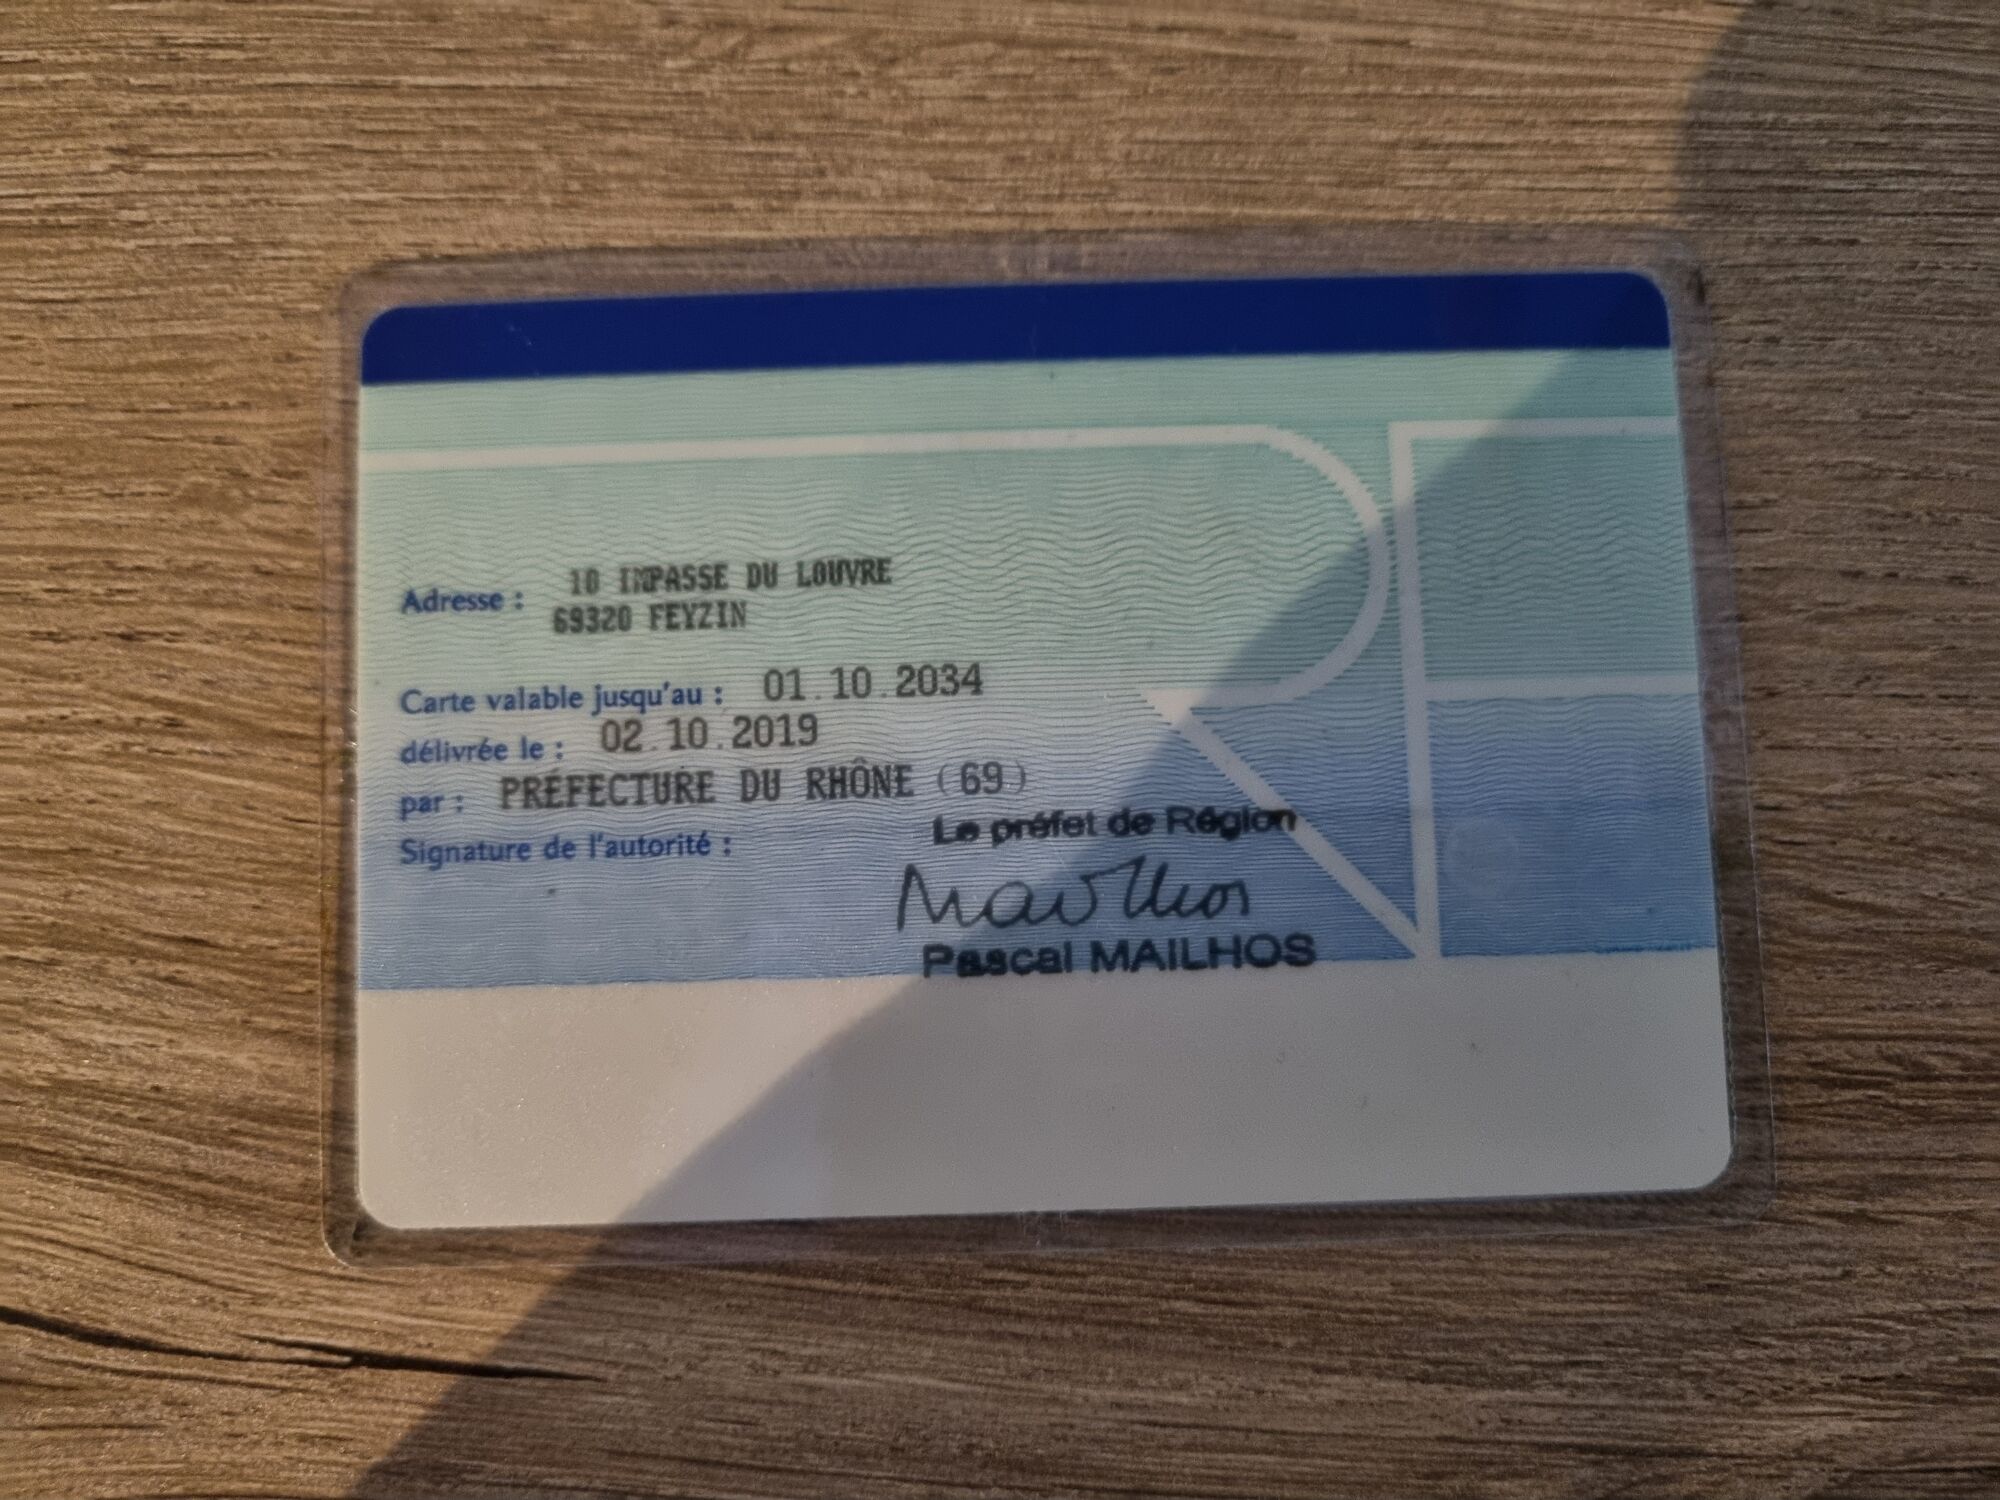 Adresse : 10 IMPASSE DU LOUVRE
69320 FEYZIN
Carte valable jusqu'au : 01.10.2034
délivrée le : 02.10.2019
par : PRÉFECTURE DU RHÔNE (69)
Signature de l'autorité :
Le préfet de Région
Mailhos
Pascal MAILHOS